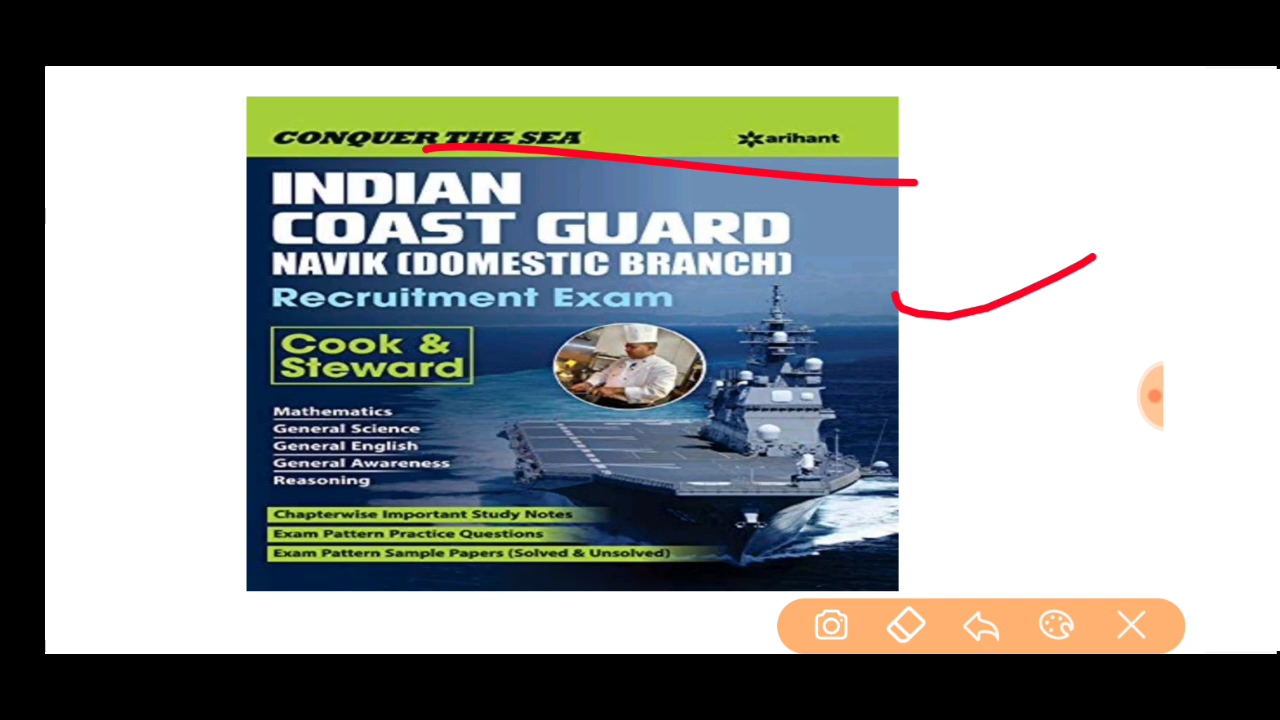 CONQUER THE SEA
arihant
INDIAN
COAST GUARD
NAVIK (DOMESTIC BRANCH)
Recruitment Exam
Cook &
Steward
Mathematics
General Science
General English
General Awareness
Reasoning
Chapterwise Important Study Notes
Exam Pattern Practice Questions
Exam Pattern Sample Papers (Solved & Unsolved)